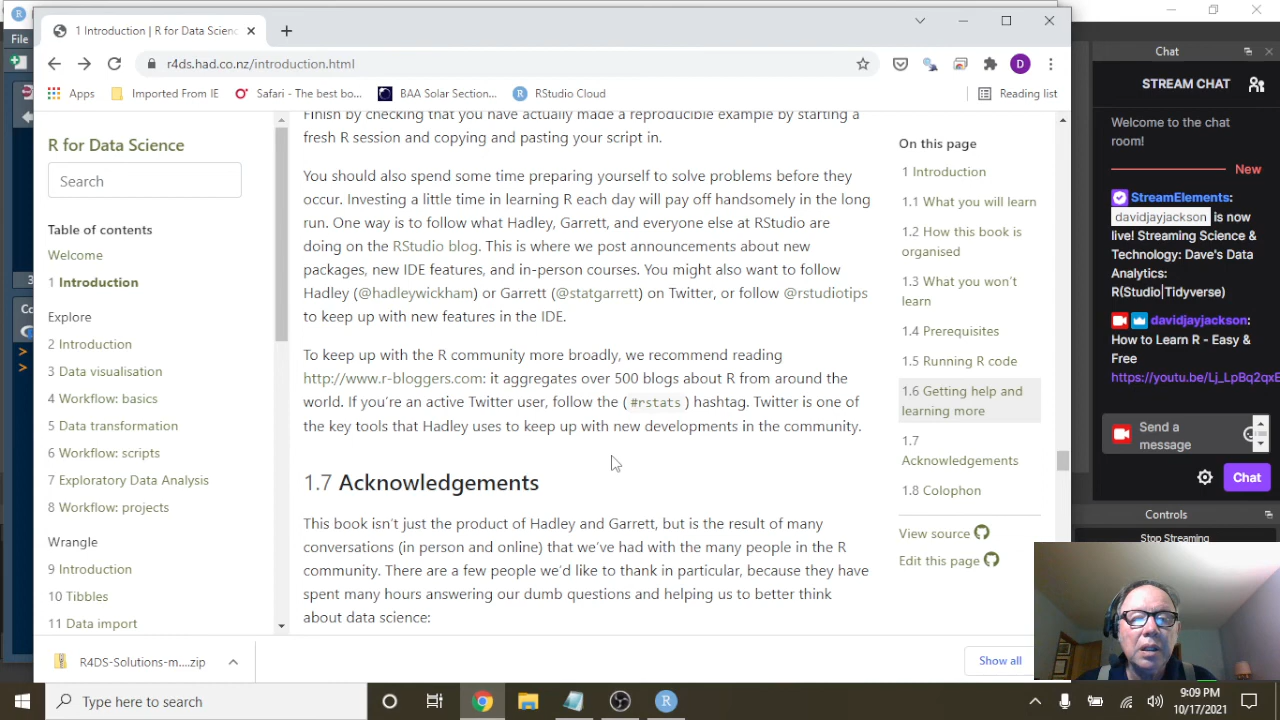 File
1 Introduction | R for Data Scienc
r4ds.had.co.nz/introduction.html
D
Apps
Imported From IE
Safari - The best bo...
BAA Solar Section...
RStudio Cloud
Reading list
R for Data Science
Search
Table of contents
Welcome
1 Introduction
Explore
2 Introduction
3 Data visualisation
4 Workflow: basics
5 Data transformation
6 Workflow: scripts
7 Exploratory Data Analysis
8 Workflow: projects
Wrangle
9 Introduction
10 Tibbles
11 Data import
Finish by checking that you have actually made a reproducible example by starting a
fresh R session and copying and pasting your script in.
You should also spend some time preparing yourself to solve problems before they
occur. Investing a little time in learning R each day will pay off handsomely in the long
run. One way is to follow what Hadley, Garrett, and everyone else at RStudio are
doing on the RStudio blog. This is where we post announcements about new
packages, new IDE features, and in-person courses. You might also want to follow
Hadley (@hadleywickham) or Garrett (@statgarrett) on Twitter, or follow @rstudiotips
to keep up with new features in the IDE.
To keep up with the R community more broadly, we recommend reading
http://www.r-bloggers.com: it aggregates over 500 blogs about R from around the
world. If you're an active Twitter user, follow the ( #rstats ) hashtag. Twitter is one of
the key tools that Hadley uses to keep up with new developments in the community.
1.7 Acknowledgements
This book isn't just the product of Hadley and Garrett, but is the result of many
conversations (in person and online) that we've had with the many people in the R
community. There are a few people we'd like to thank in particular, because they have
spent many hours answering our dumb questions and helping us to better think
about data science:
On this page
1 Introduction
1.1 What you will learn
1.2 How this book is
organised
1.3 What you won't
learn
1.4 Prerequisites
1.5 Running R code
1.6 Getting help and
learning more
1.7
Acknowledgements
1.8 Colophon
View source
Edit this page
Chat
STREAM CHAT
Welcome to the chat
room!
New
StreamElements:
davidjayjackson is now
live! Streaming Science &
Technology: Dave's Data
Analytics:
R(Studio|Tidyverse)
davidjayjackson:
How to Learn R - Easy &
Free
https://youtu.be/Lj_LpBq2qxE
Send a
message
Chat
Controls
Stop Streaming
Co
R4DS-Solutions-m....zip
Show all
Type here to search
9:09 PM
10/17/2021